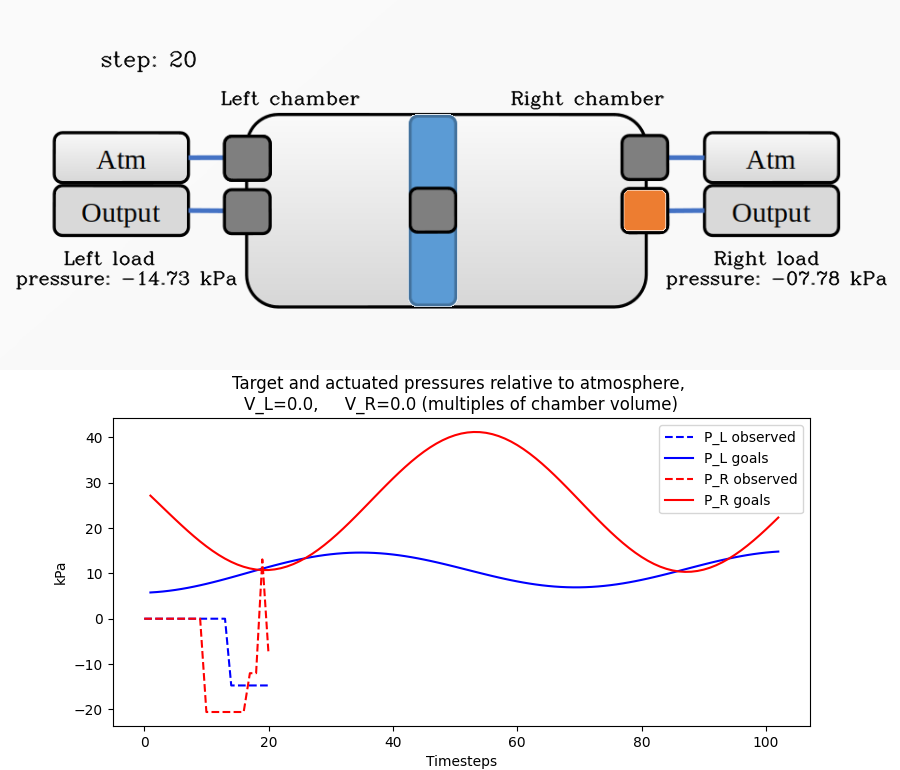 step: 20
Left chamber
Right chamber
Atm
Output
Atm
Output
Left load
pressure: -14.73 kPa
Right load
pressure: -07.78 kPa
Target and actuated pressures relative to atmosphere,
V_L=0.0,     V_R=0.0 (multiples of chamber volume)
kPa
40
30
20
10
0
−10
−20
P_L observed
P_L goals
P_R observed
P_R goals
0 20 40 60 80 100
Timesteps